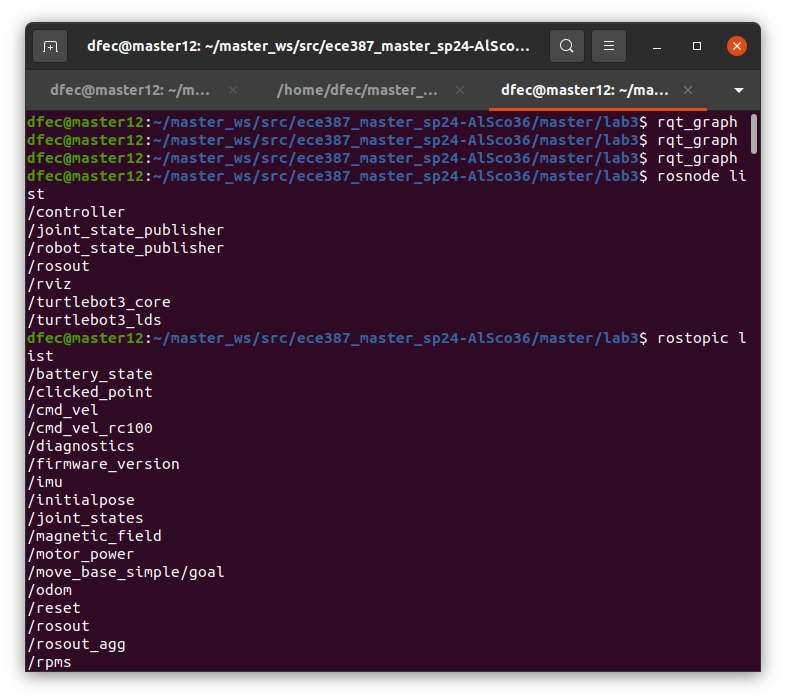 dfec@master12: ~/master_ws/src/ece387_master_sp24-AlSco...
dfec@master12: ~/m... /home/dfec/master_... dfec@master12: ~/ma...
dfec@master12:~/master_ws/src/ece387_master_sp24-AlSco36/master/lab3$ rqt_graph
dfec@master12:~/master_ws/src/ece387_master_sp24-AlSco36/master/lab3$ rqt_graph
dfec@master12:~/master_ws/src/ece387_master_sp24-AlSco36/master/lab3$ rqt_graph
dfec@master12:~/master_ws/src/ece387_master_sp24-AlSco36/master/lab3$ rosnode li
st
/controller
/joint_state_publisher
/robot_state_publisher
/rosout
/rviz
/turtlebot3_core
/turtlebot3_lds
dfec@master12:~/master_ws/src/ece387_master_sp24-AlSco36/master/lab3$ rostopic l
ist
/battery_state
/clicked_point
/cmd_vel
/cmd_vel_rc100
/diagnostics
/firmware_version
/imu
/initialpose
/joint_states
/magnetic_field
/motor_power
/move_base_simple/goal
/odom
/reset
/rosout
/rosout_agg
/rpms